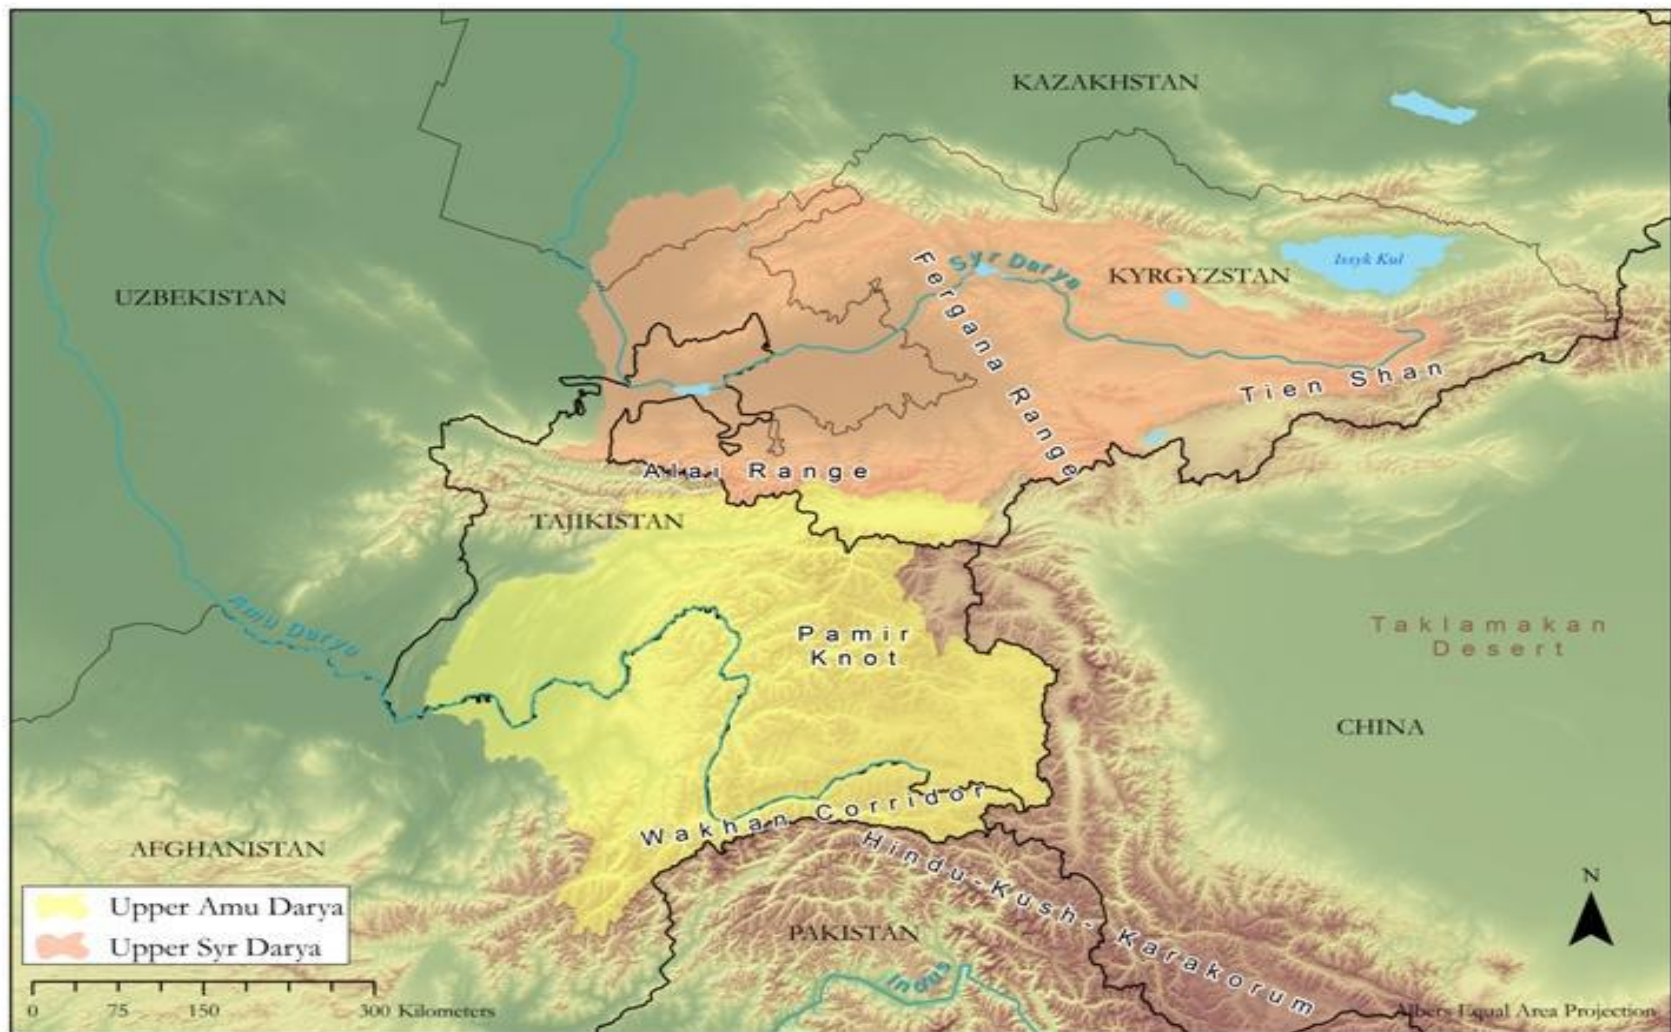 KAZAKHSTAN
Syr Darya
KYRGYZSTAN
Issyk Kul
UZBEKISTAN
Fergana Range
Tien Shan
Alai Range
TAJIKISTAN
Amu Darya
Pamir
Knot
Taklamakan
Desert
CHINA
Wakhan Corridor
AFGHANISTAN
Hindu-Kush-Karakorum
PAKISTAN
Indus
N
Upper Amu Darya
Upper Syr Darya
0 75 150 300 Kilometers
Albers Equal Area Projection